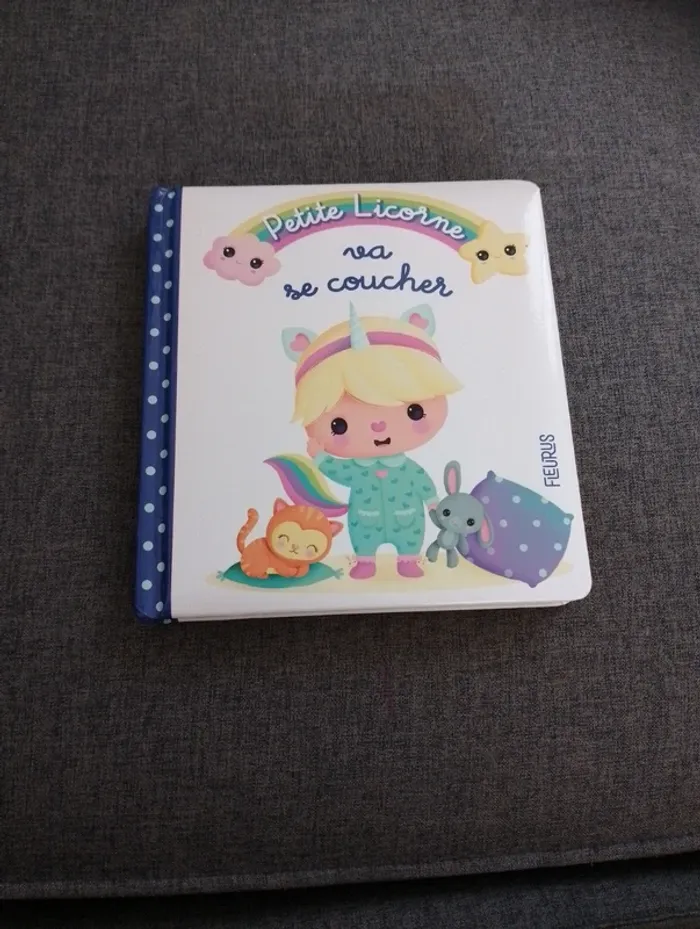 Petite Licorne
va
se coucher
FLEURUS